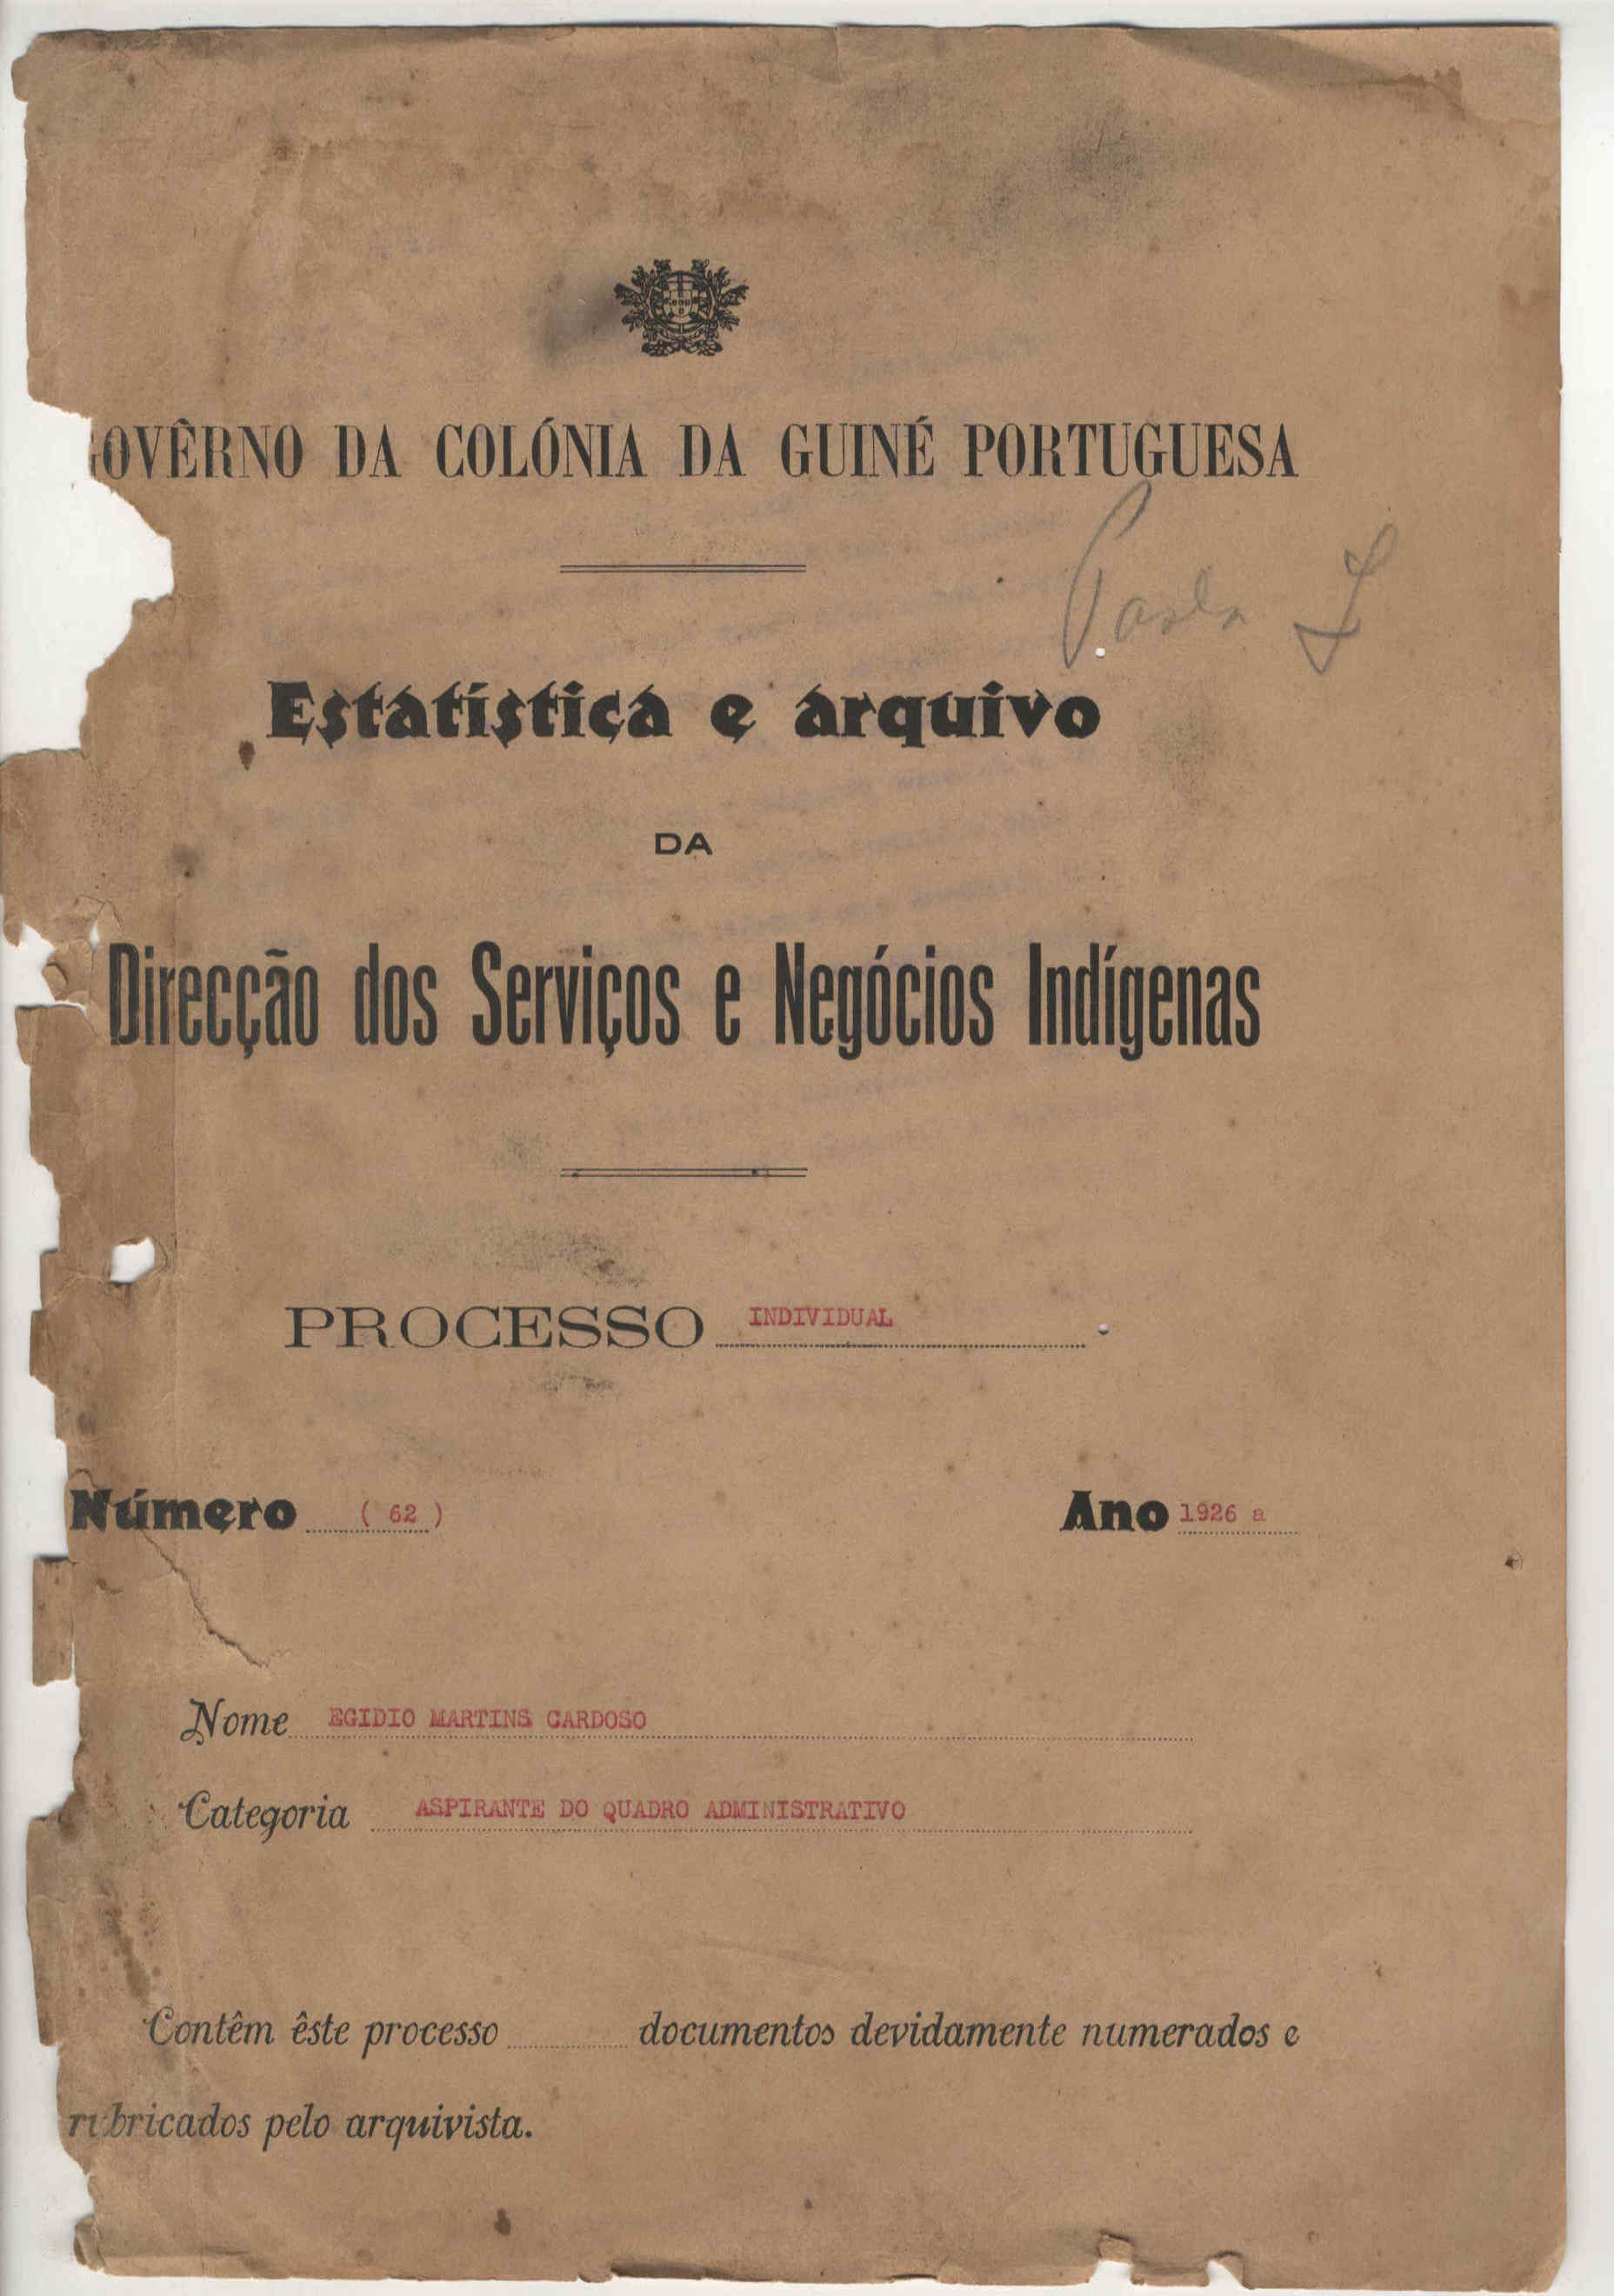 GOVÊRNO DA COLÓNIA DA GUINÉ PORTUGUESA
Estatística e arquivo
DA
Direcção dos Serviços e Negócios Indígenas
PROCESSO INDIVIDUAL
Número ( 62 ) Ano 1926 a
Nome EGIDIO MARTINS CARDOSO
Categoria ASPIRANTE DO QUADRO ADMINISTRATIVO
Contêm êste processo documentos devidamente numerados e
rubricados pelo arquivista.